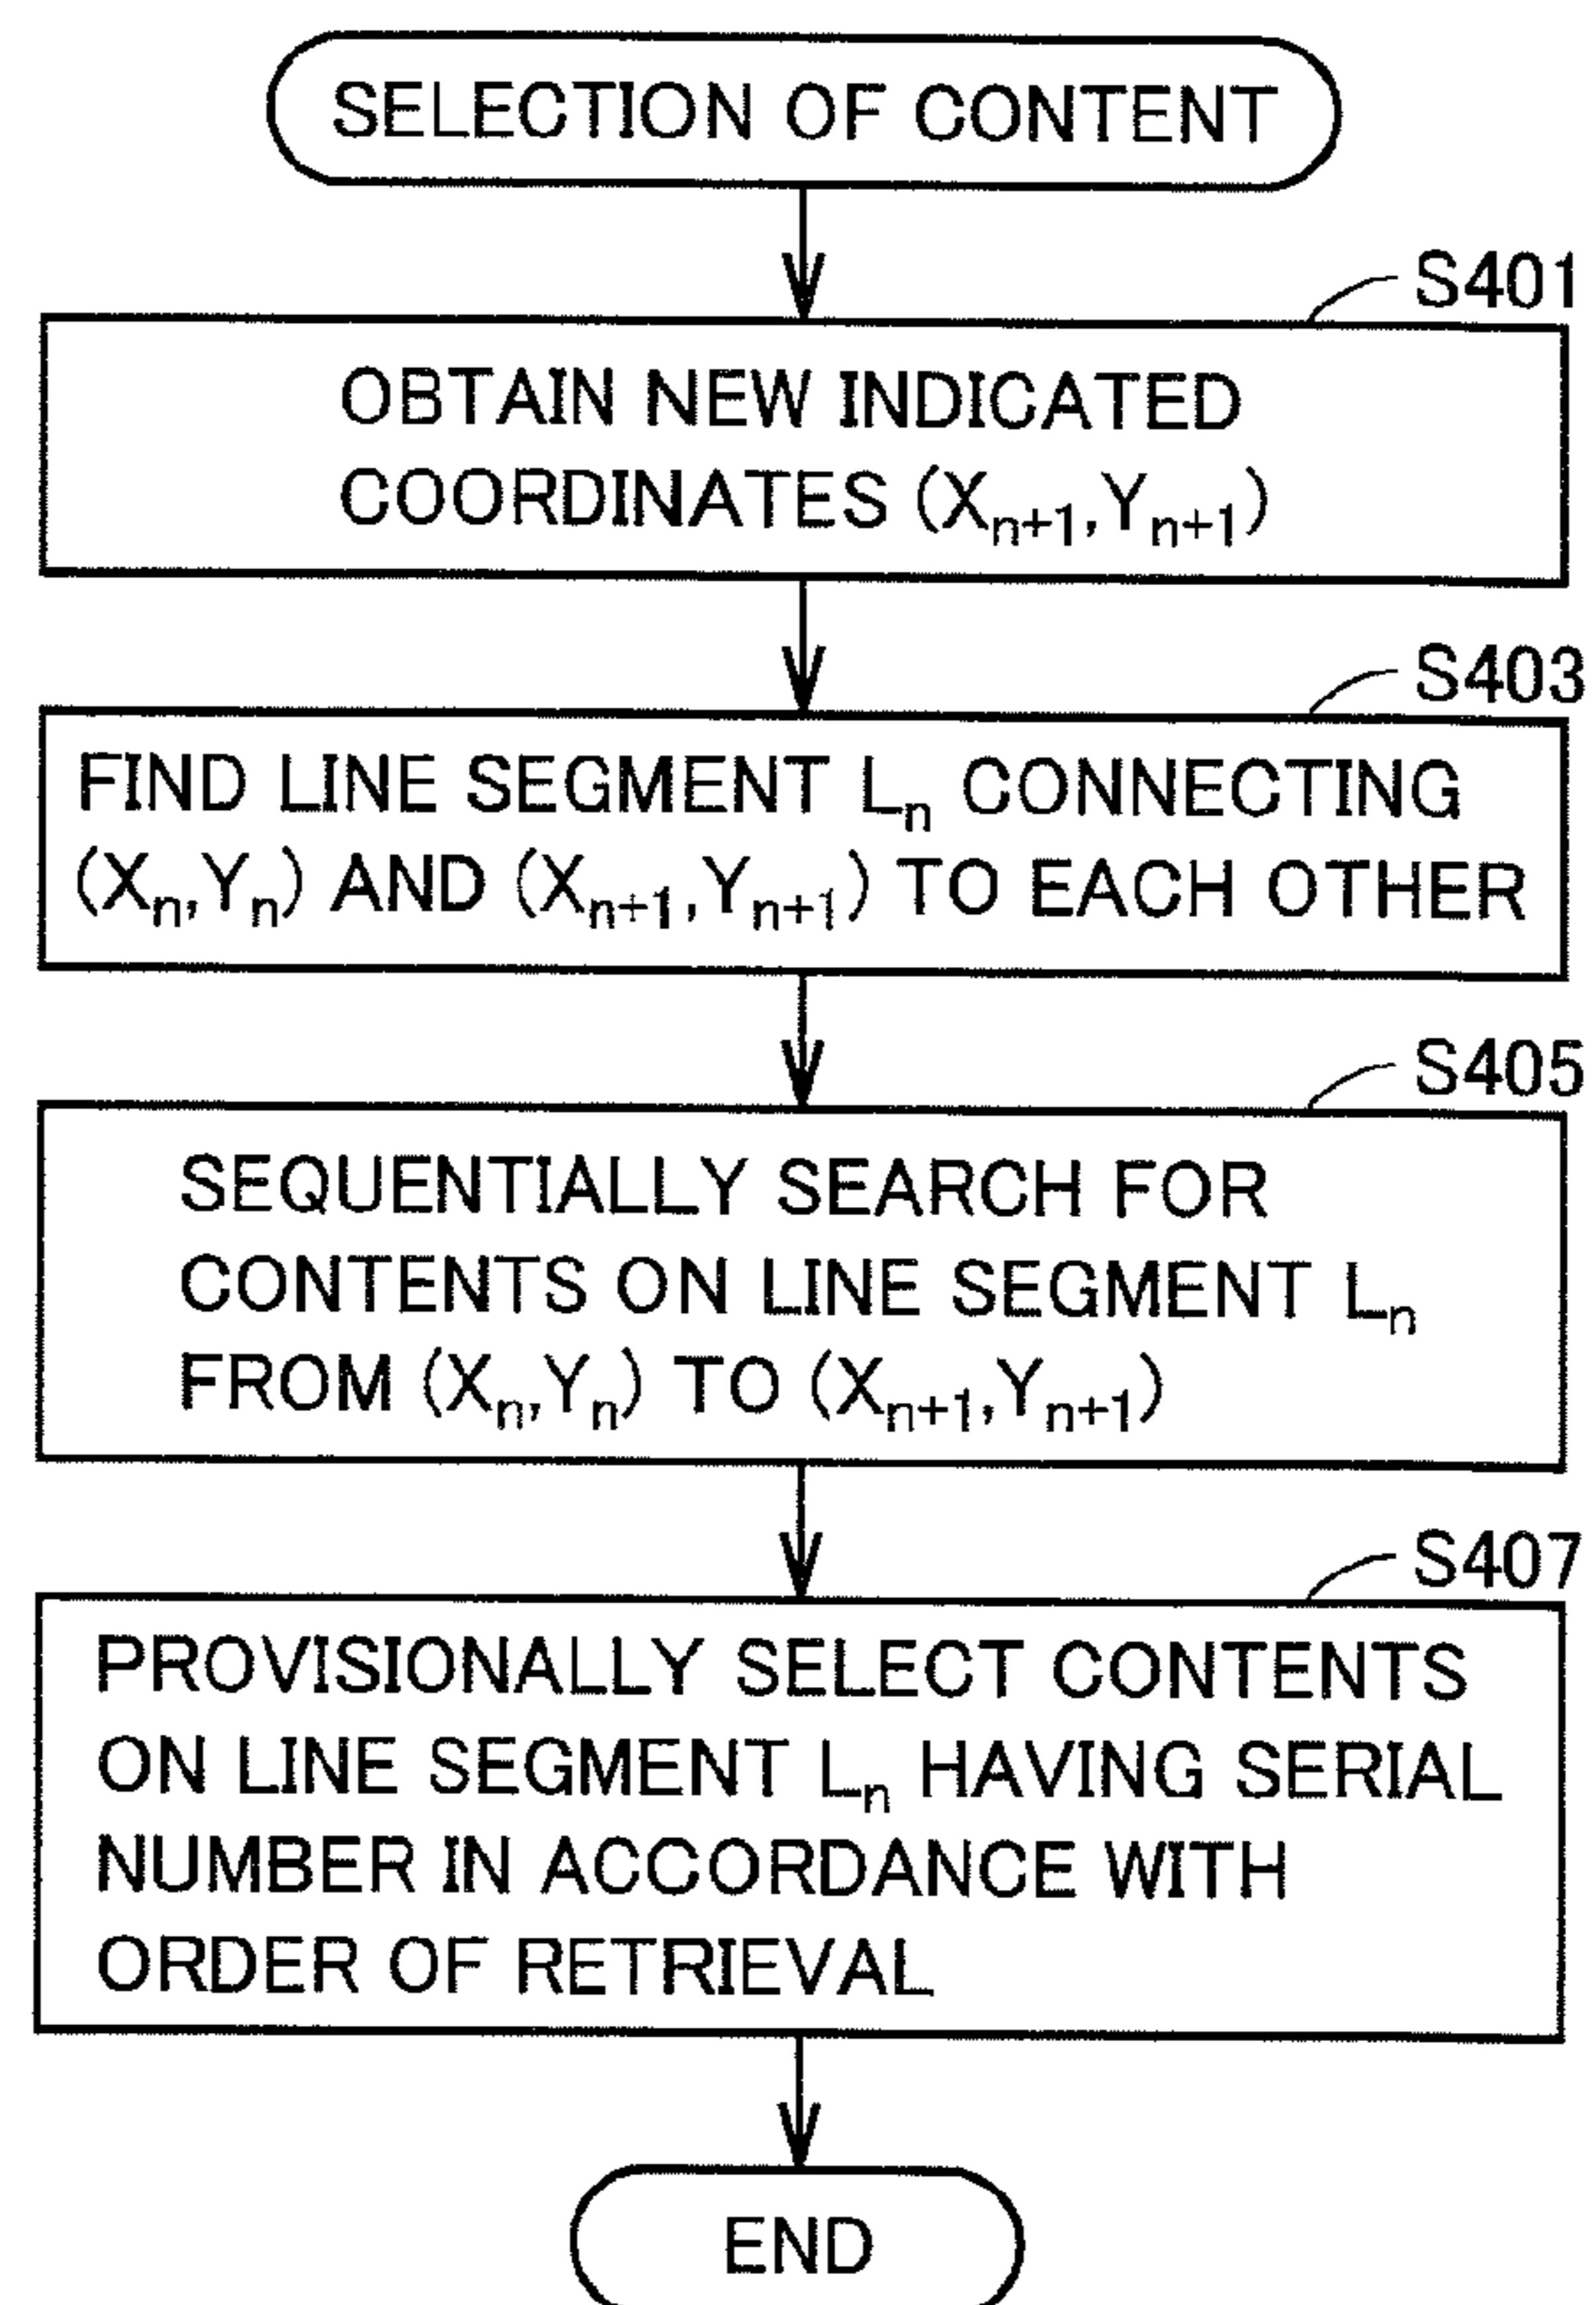 SELECTION OF CONTENT
S401
OBTAIN NEW INDICATED
COORDINATES (Xₙ₊₁,Yₙ₊₁)
S403
FIND LINE SEGMENT Lₙ CONNECTING
(Xₙ,Yₙ) AND (Xₙ₊₁,Yₙ₊₁) TO EACH OTHER
S405
SEQUENTIALLY SEARCH FOR
CONTENTS ON LINE SEGMENT Lₙ
FROM (Xₙ,Yₙ) TO (Xₙ₊₁,Yₙ₊₁)
S407
PROVISIONALLY SELECT CONTENTS
ON LINE SEGMENT Lₙ HAVING SERIAL
NUMBER IN ACCORDANCE WITH
ORDER OF RETRIEVAL
END